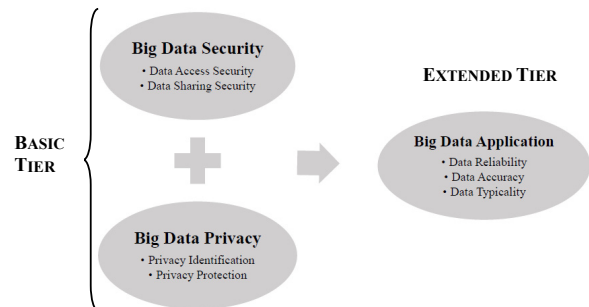 BASIC
TIER
Big Data Security
• Data Access Security
• Data Sharing Security
Big Data Privacy
• Privacy Identification
• Privacy Protection
EXTENDED TIER
Big Data Application
• Data Reliability
• Data Accuracy
• Data Typicality